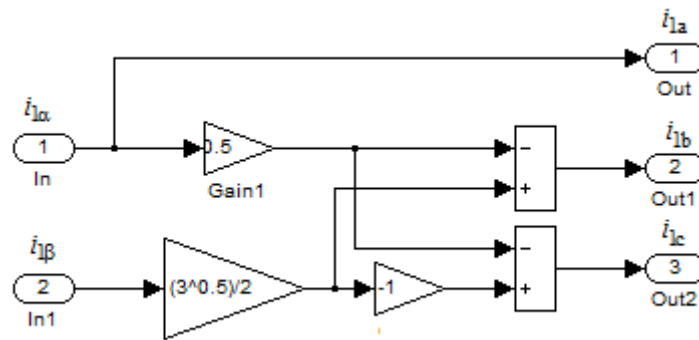 i1a
1
Out
i1α
1
In
0.5
Gain1
−
+
i1b
2
Out1
i1β
2
In1
(3^0.5)/2
-1
−
+
i1c
3
Out2